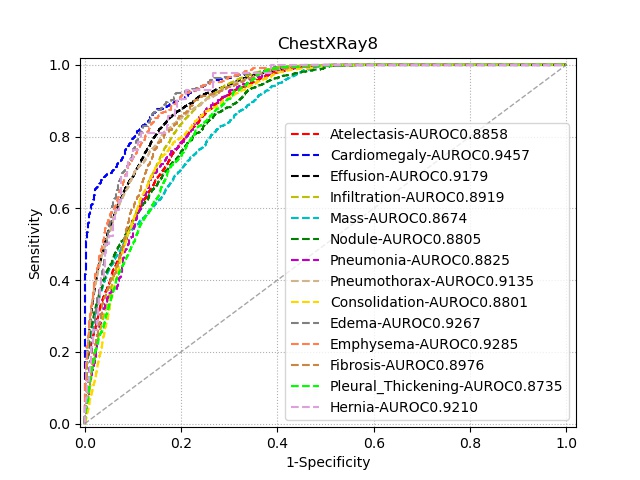 ChestXRay8
Sensitivity
1.0
0.8
0.6
0.4
0.2
0.0
Atelectasis-AUROC0.8858
Cardiomegaly-AUROC0.9457
Effusion-AUROC0.9179
Infiltration-AUROC0.8919
Mass-AUROC0.8674
Nodule-AUROC0.8805
Pneumonia-AUROC0.8825
Pneumothorax-AUROC0.9135
Consolidation-AUROC0.8801
Edema-AUROC0.9267
Emphysema-AUROC0.9285
Fibrosis-AUROC0.8976
Pleural_Thickening-AUROC0.8735
Hernia-AUROC0.9210
0.0 0.2 0.4 0.6 0.8 1.0
1-Specificity